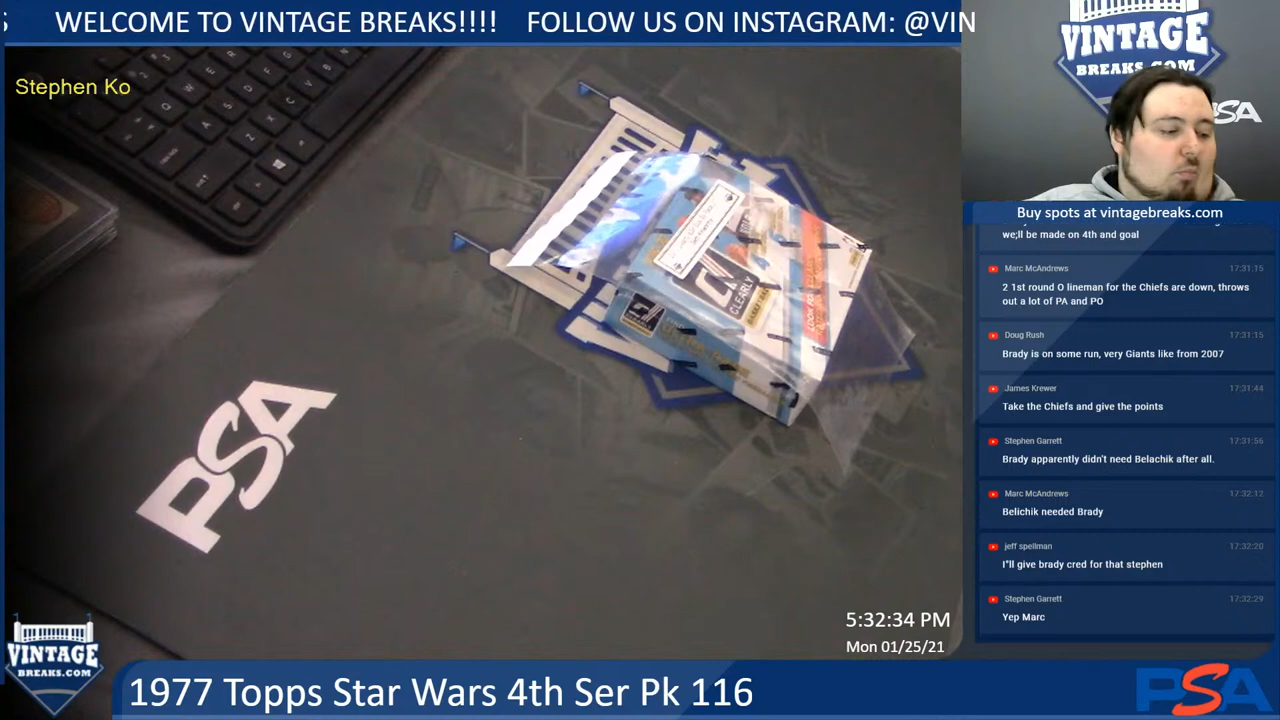 S WELCOME TO VINTAGE BREAKS!!!! FOLLOW US ON INSTAGRAM: @VIN
Stephen Ko
VINTAGE
BREAKS.COM
PSA
CLEARLY
PSA
Buy spots at vintagebreaks.com
we;ll be made on 4th and goal
Marc McAndrews 17:31:15
2 1st round O lineman for the Chiefs are down, throws
out a lot of PA and PO
Doug Rush 17:31:15
Brady is on some run, very Giants like from 2007
James Krewer 17:31:44
Take the Chiefs and give the points
Stephen Garrett 17:31:56
Brady apparently didn't need Belachik after all.
Marc McAndrews 17:32:12
Belichik needed Brady
jeff spellman 17:32:20
I"ll give brady cred for that stephen
Stephen Garrett 17:32:29
Yep Marc
5:32:34 PM
Mon 01/25/21
VINTAGE
BREAKS.COM
1977 Topps Star Wars 4th Ser Pk 116
PSA